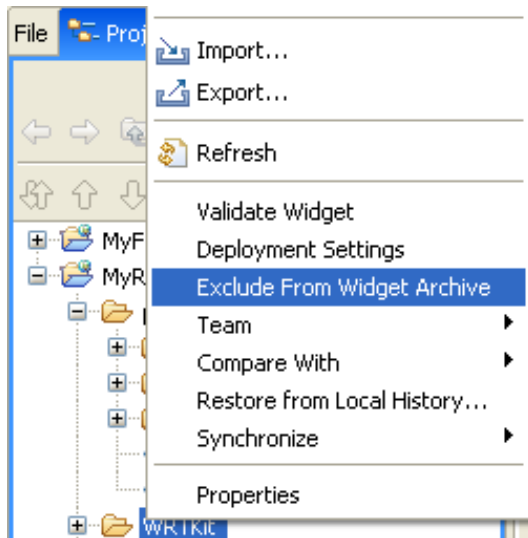 File Proj
Import...
Export...
Refresh
Validate Widget
Deployment Settings
MyF
Exclude From Widget Archive
MyR
Team
Compare With
Restore from Local History...
Synchronize
Properties
WRTKit